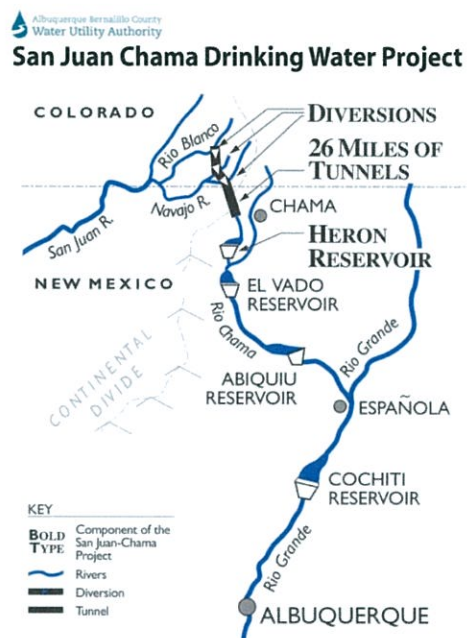 Albuquerque Bernalillo County
Water Utility Authority
San Juan Chama Drinking Water Project
COLORADO
Rio Blanco
DIVERSIONS
26 MILES OF
TUNNELS
Navajo R.
CHAMA
San Juan R.
HERON
RESERVOIR
NEW MEXICO
EL VADO
RESERVOIR
Rio Chama
CONTINENTAL
DIVIDE
Rio Grande
ABIQUIU
RESERVOIR
ESPAÑOLA
COCHITI
RESERVOIR
KEY
BOLD
TYPE
Component of the
San Juan-Chama
Project
Rivers
Diversion
Tunnel
Rio Grande
ALBUQUERQUE